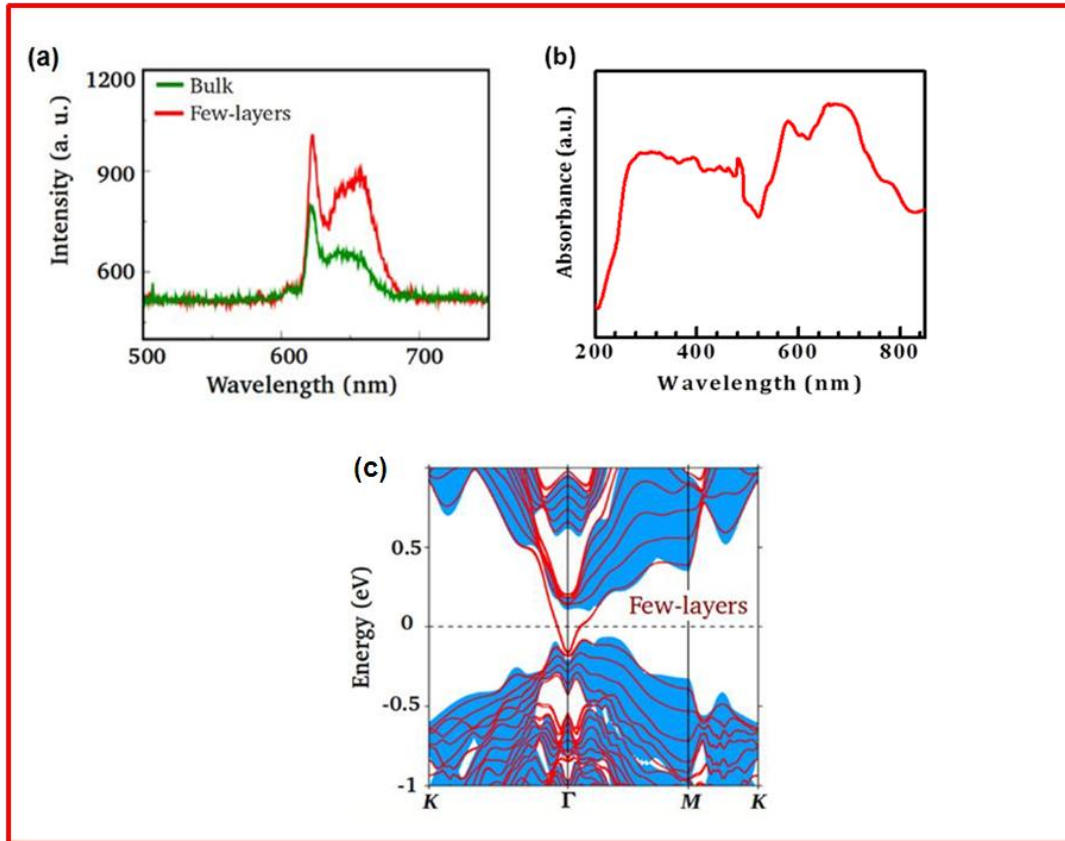 (a)
1200
900
600
Intensity (a. u.)
Bulk
Few-layers
500 600 700
Wavelength (nm)
(b)
Absorbance (a.u.)
200 400 600 800
Wavelength (nm)
(c)
0.5
0
-0.5
-1
Energy (eV)
Few-layers
K Γ M K